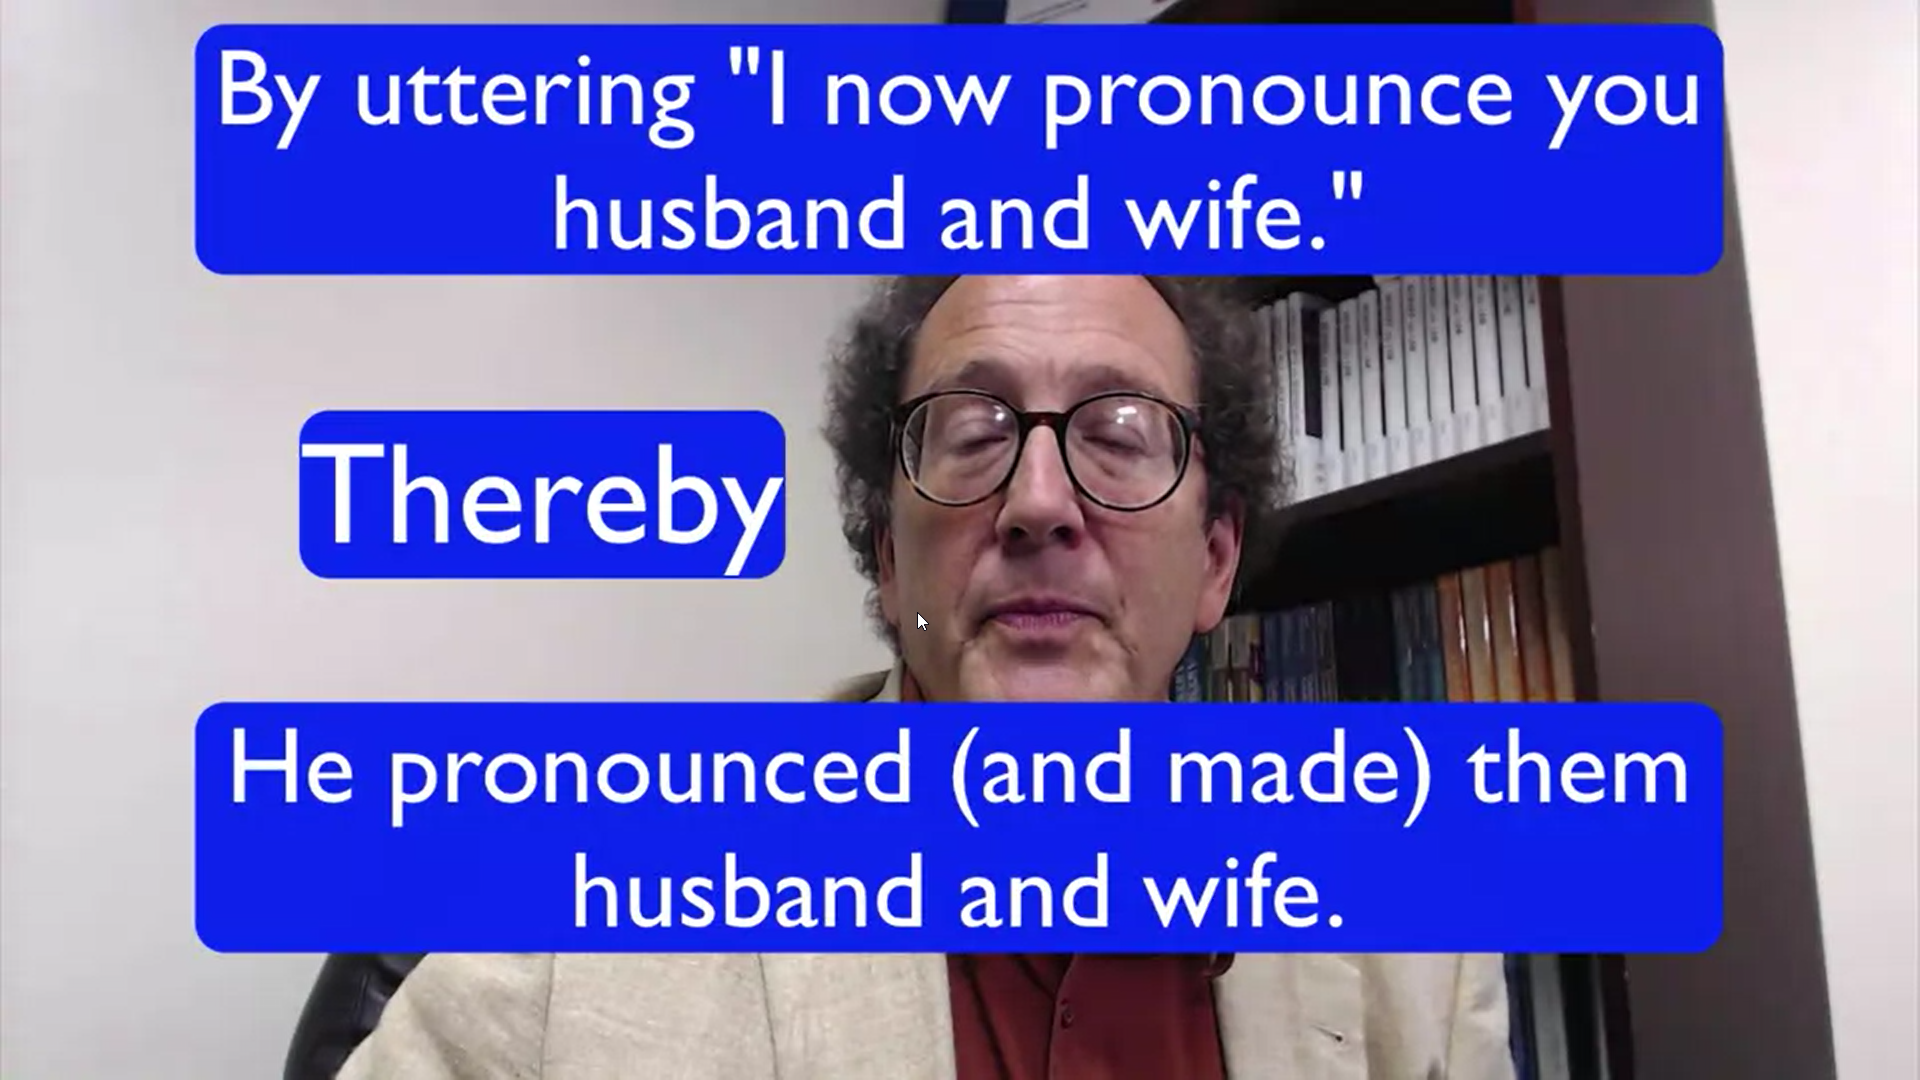 By uttering "I now pronounce you
husband and wife."
Thereby
He pronounced (and made) them
husband and wife.